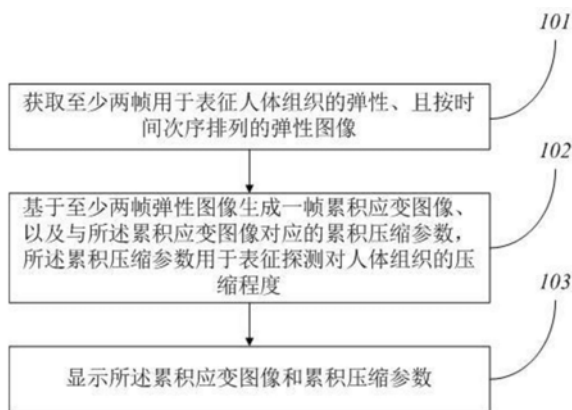 101
获取至少两帧用于表征人体组织的弹性、且按时
间次序排列的弹性图像
102
基于至少两帧弹性图像生成一帧累积应变图像、
以及与所述累积应变图像对应的累积压缩参数，
所述累积压缩参数用于表征探测对人体组织的压
缩程度
103
显示所述累积应变图像和累积压缩参数